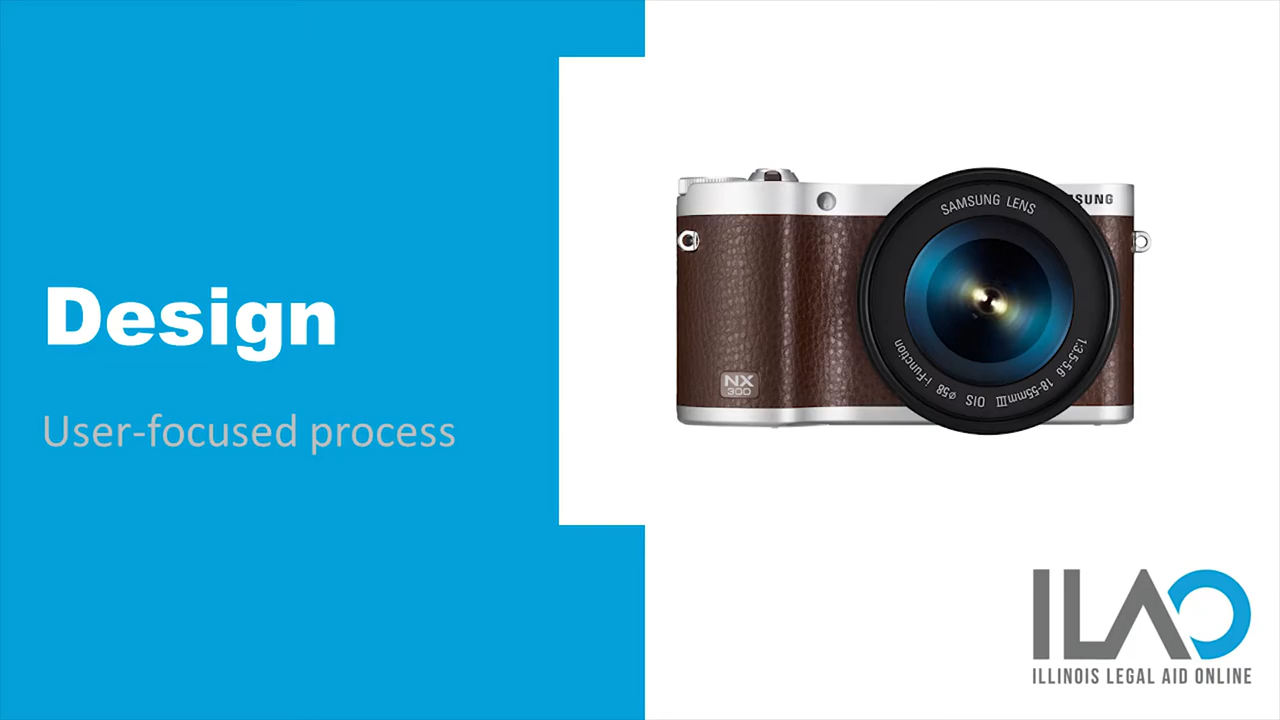 Design
User-focused process
SAMSUNG LENS
SUNG
NX
300
1:3.5-5.6 18-55mm III OIS ø58 i-Function
ILAO
ILLINOIS LEGAL AID ONLINE